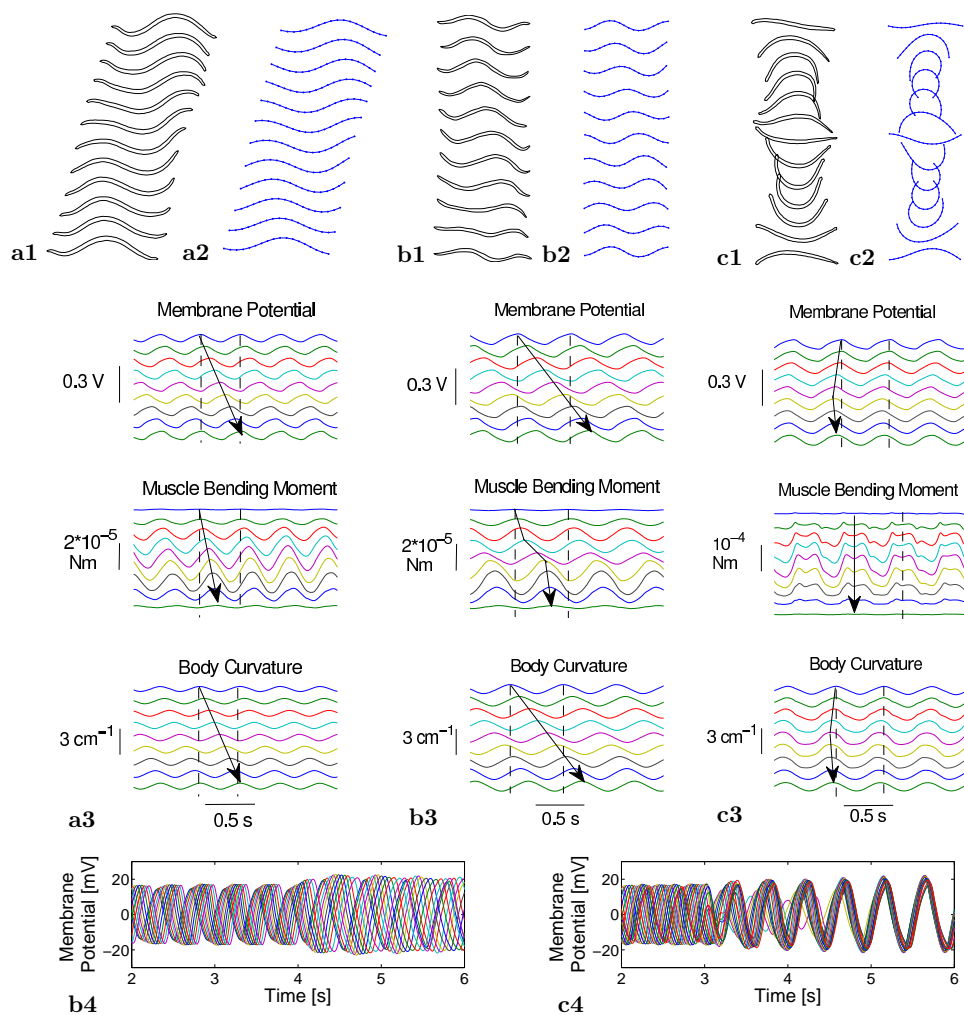 a1
a2
b1
b2
c1
c2
Membrane Potential
0.3 V
Muscle Bending Moment
2*10⁻⁵
Nm
Body Curvature
3 cm⁻¹
0.5 s
a3
Membrane Potential
0.3 V
Muscle Bending Moment
2*10⁻⁵
Nm
Body Curvature
3 cm⁻¹
0.5 s
b3
Membrane Potential
0.3 V
Muscle Bending Moment
10⁻⁴
Nm
Body Curvature
3 cm⁻¹
0.5 s
c3
Membrane
Potential [mV]
20
0
−20
2 3 4 5 6
Time [s]
b4
Membrane
Potential [mV]
20
0
−20
2 3 4 5 6
Time [s]
c4